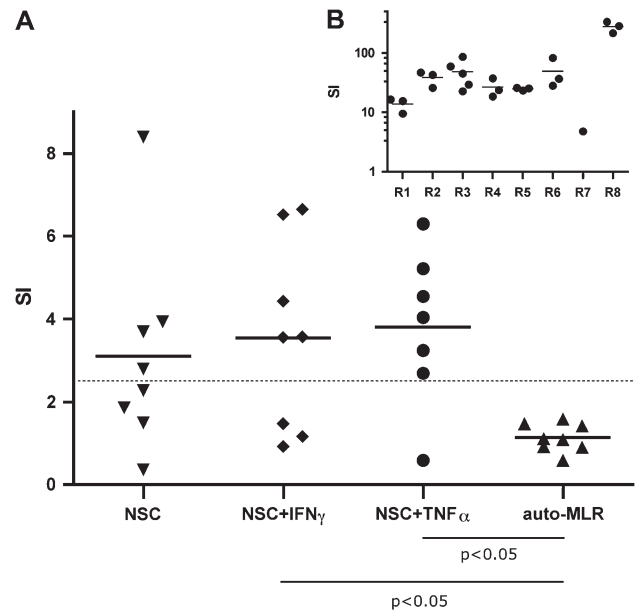 A
B
SI
100
10
1
R1 R2 R3 R4 R5 R6 R7 R8
SI
8
6
4
2
0
NSC NSC+IFNγ NSC+TNF α auto-MLR
p<0.05
p<0.05